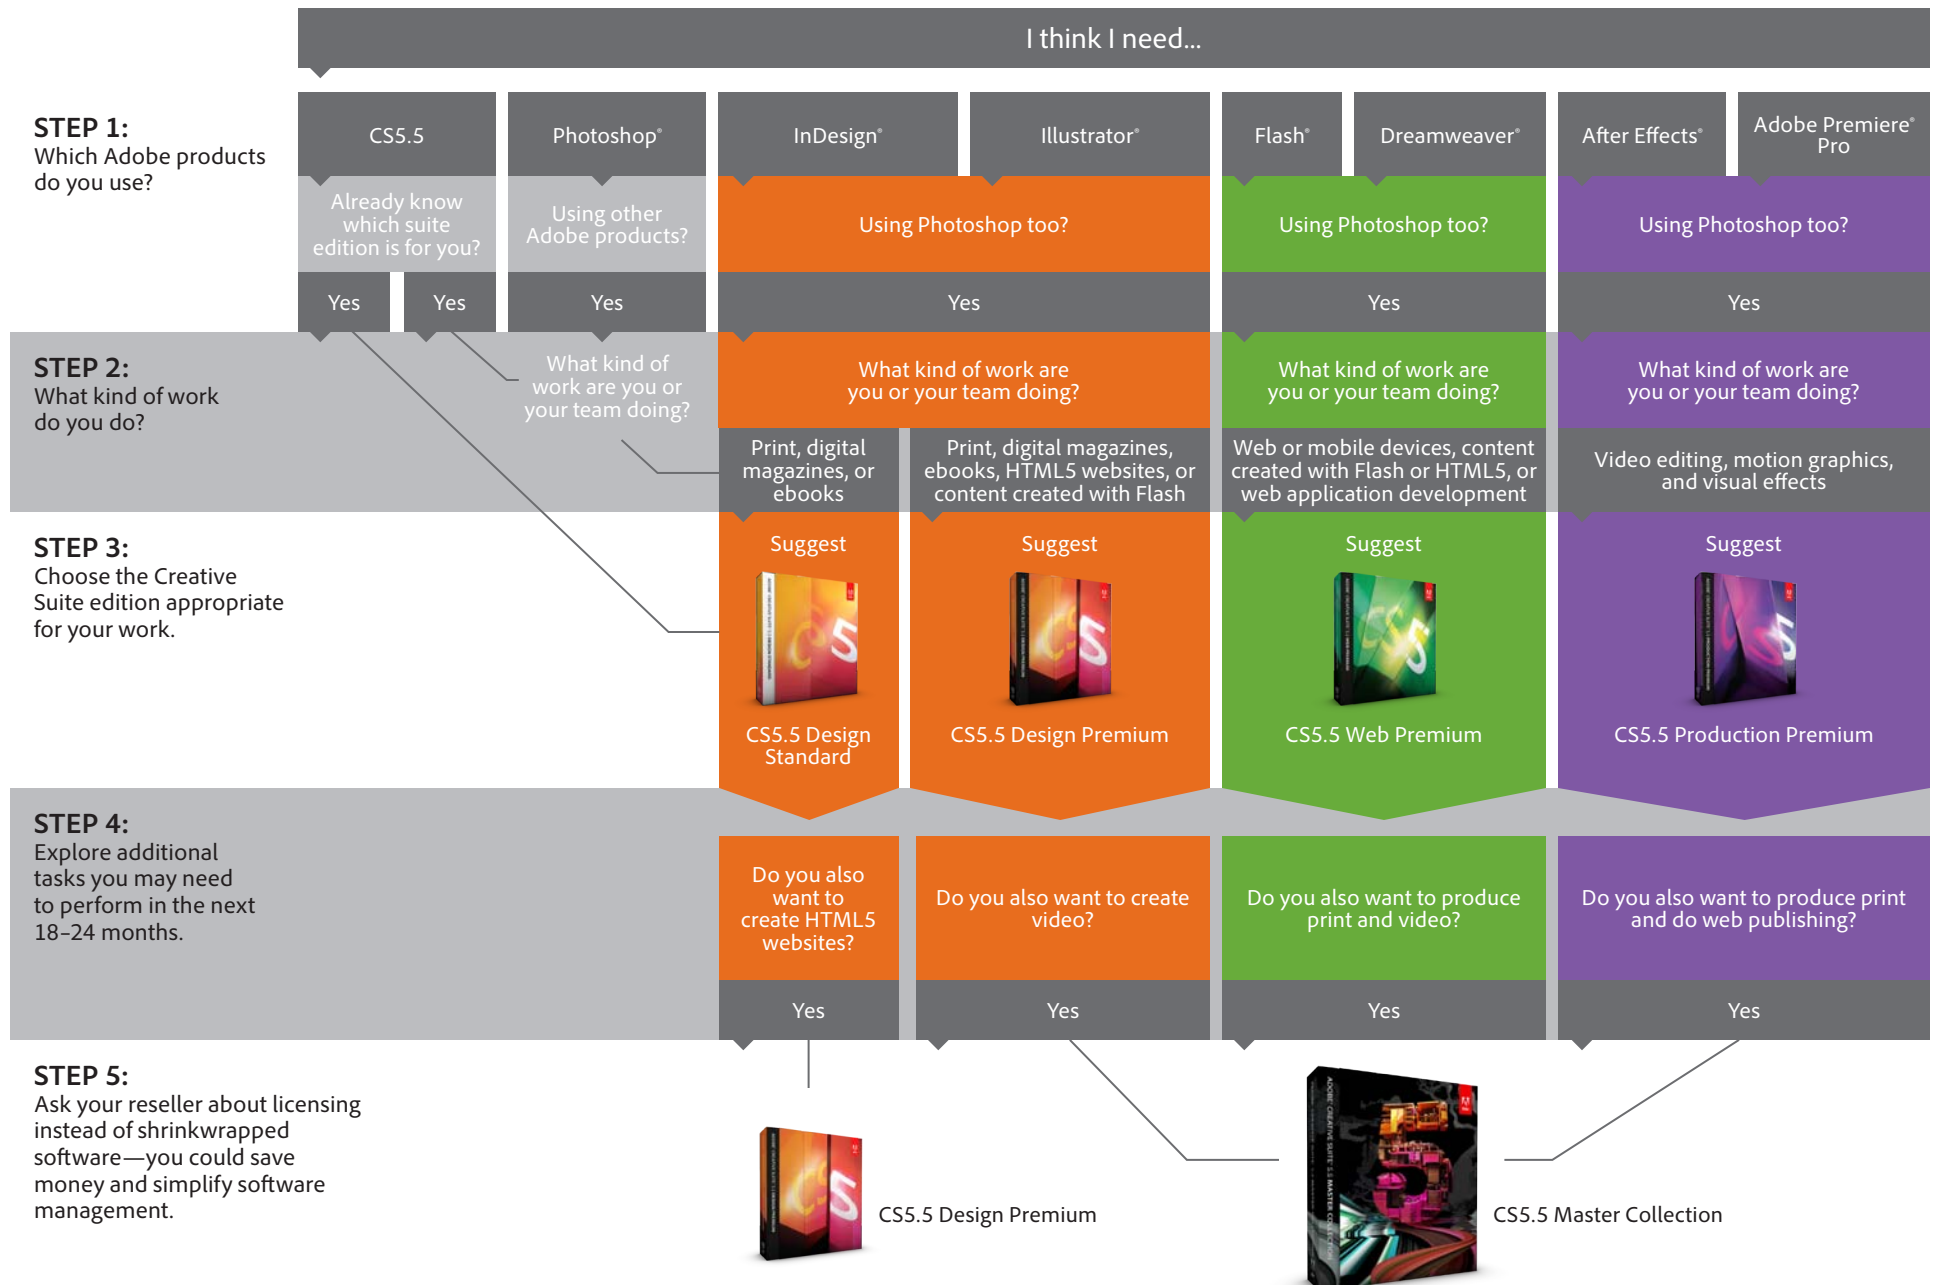 I think I need...
STEP 1:
Which Adobe products
do you use?
CS5.5
Photoshop®
InDesign®
Illustrator®
Flash®
Dreamweaver®
After Effects®
Adobe Premiere®
Pro
Already know
which suite
edition is for you?
Using other
Adobe products?
Using Photoshop too?
Using Photoshop too?
Using Photoshop too?
Yes
Yes
Yes
Yes
Yes
Yes
STEP 2:
What kind of work
do you do?
What kind of
work are you or
your team doing?
What kind of work are
you or your team doing?
What kind of work are
you or your team doing?
What kind of work are
you or your team doing?
Print, digital
magazines, or
ebooks
Print, digital magazines,
ebooks, HTML5 websites, or
content created with Flash
Web or mobile devices, content
created with Flash or HTML5, or
web application development
Video editing, motion graphics,
and visual effects
STEP 3:
Choose the Creative
Suite edition appropriate
for your work.
Suggest
Suggest
Suggest
Suggest
CS5
CS5
CS5
CS5
CS5.5 Design
Standard
CS5.5 Design Premium
CS5.5 Web Premium
CS5.5 Production Premium
STEP 4:
Explore additional
tasks you may need
to perform in the next
18–24 months.
Do you also
want to
create HTML5
websites?
Do you also want to create
video?
Do you also want to produce
print and video?
Do you also want to produce print
and do web publishing?
Yes
Yes
Yes
Yes
STEP 5:
Ask your reseller about licensing
instead of shrinkwrapped
software—you could save
money and simplify software
management.
CS5
CS5.5 Design Premium
ADOBE CREATIVE SUITE 5.5 MASTER COLLECTION
5
CS5.5 Master Collection